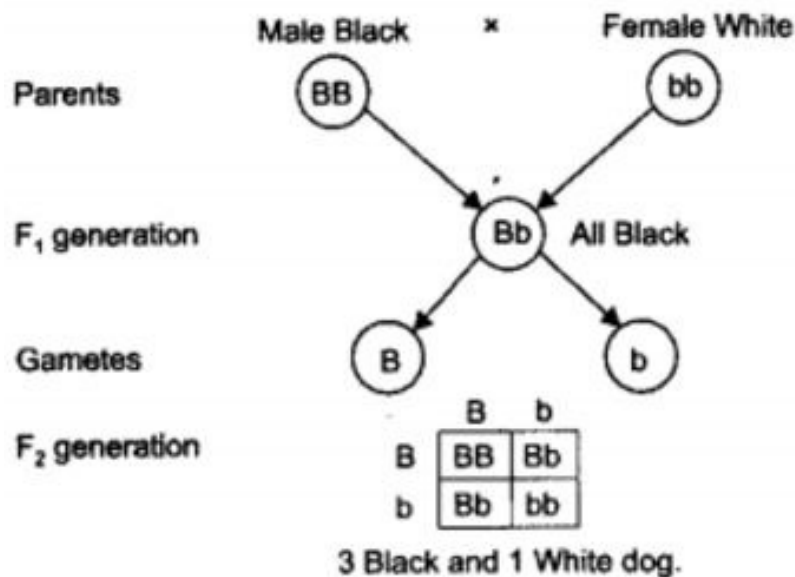 Male Black × Female White
Parents BB bb
F₁ generation Bb All Black
Gametes B b
B b
F₂ generation B BB Bb
b Bb bb
3 Black and 1 White dog.